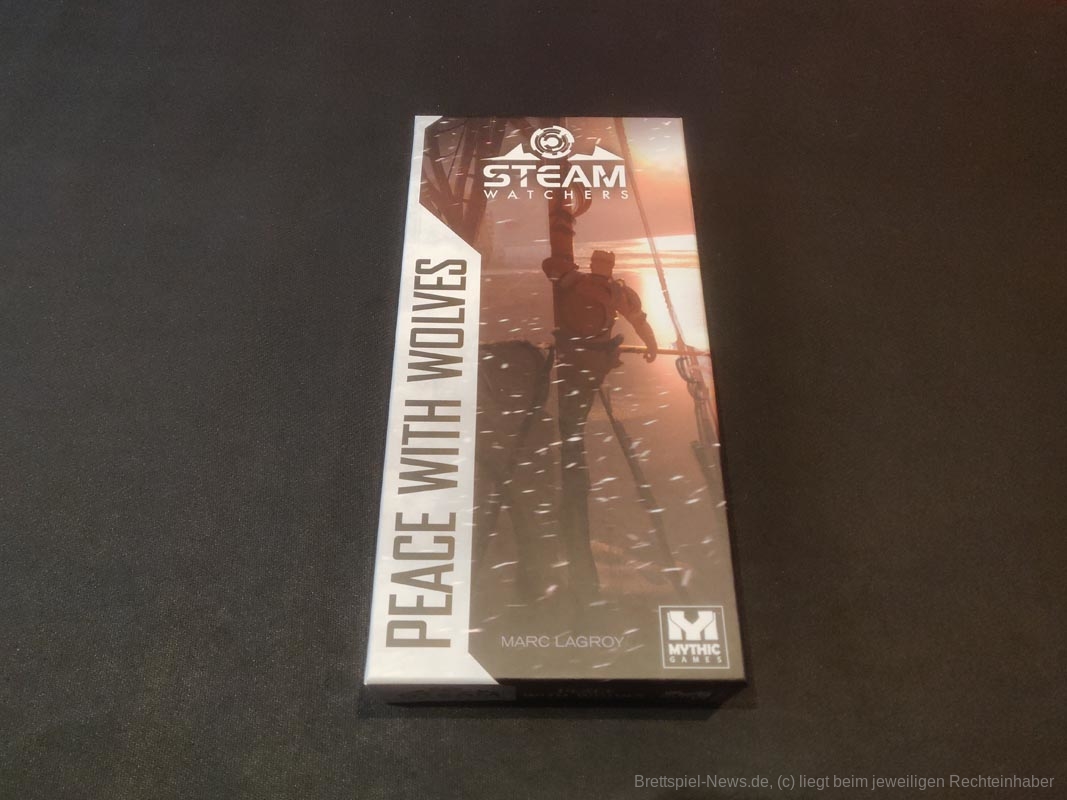 STEAM
WATCHERS
PEACE WITH WOLVES
MARC LAGROY
MYTHIC
GAMES
Brettspiel-News.de, (c) liegt beim jeweiligen Rechteinhaber